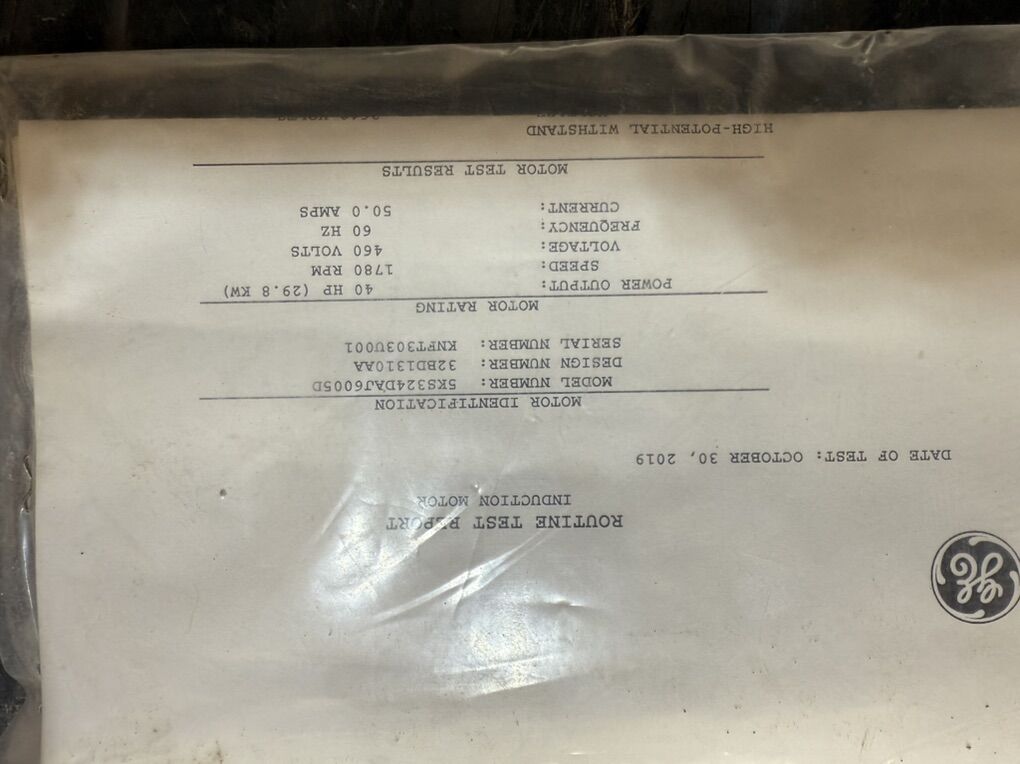 ROUTINE TEST REPORT
INDUCTION MOTOR
DATE OF TEST: OCTOBER 30, 2019
MOTOR IDENTIFICATION
MODEL NUMBER: 5KS324DAJ6005D
DESIGN NUMBER: 32BD1310AA
SERIAL NUMBER: KNFT303U001
MOTOR RATING
POWER OUTPUT: 40 HP (29.8 KW)
SPEED: 1780 RPM
VOLTAGE: 460 VOLTS
FREQUENCY: 60 HZ
CURRENT: 50.0 AMPS
MOTOR TEST RESULTS
HIGH-POTENTIAL WITHSTAND